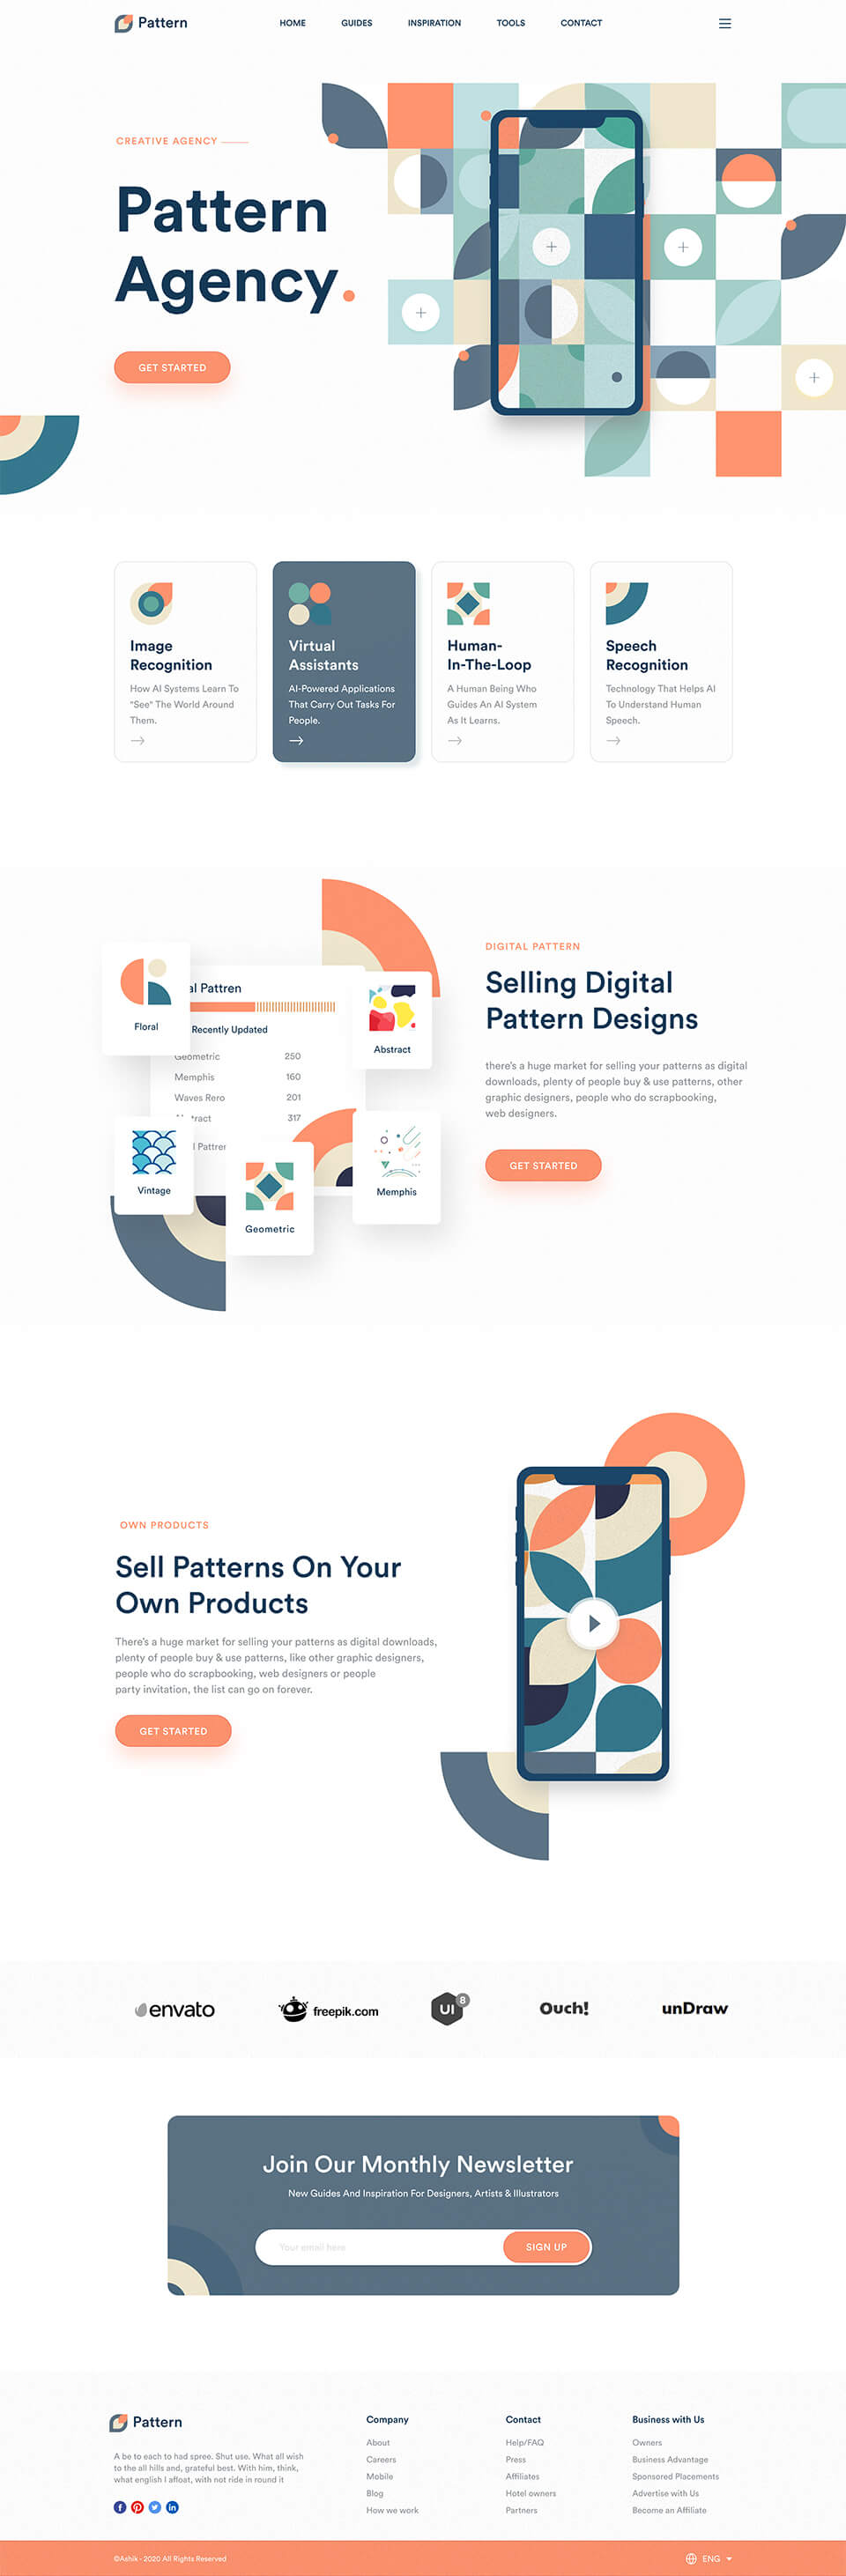 Pattern
HOME GUIDES INSPIRATION TOOLS CONTACT
CREATIVE AGENCY
Pattern
Agency.
GET STARTED
Image
Recognition
How AI Systems Learn To
"See" The World Around
Them.
Virtual
Assistants
AI-Powered Applications
That Carry Out Tasks For
People.
Human-
In-The-Loop
A Human Being Who
Guides An AI System
As It Learns.
Speech
Recognition
Technology That Helps AI
To Understand Human
Speech.
Floral
al Pattren
Recently Updated
Geometric 250
Memphis 160
Waves Rero 201
tract 317
l Pattrer
Abstract
Vintage
Geometric
Memphis
DIGITAL PATTERN
Selling Digital
Pattern Designs
there's a huge market for selling your patterns as digital
downloads, plenty of people buy & use patterns, other
graphic designers, people who do scrapbooking,
web designers.
GET STARTED
OWN PRODUCTS
Sell Patterns On Your
Own Products
There's a huge market for selling your patterns as digital downloads,
plenty of people buy & use patterns, like other graphic designers,
people who do scrapbooking, web designers or people
party invitation, the list can go on forever.
GET STARTED
envato
freepik.com
UI 8
Ouch!
unDraw
Join Our Monthly Newsletter
New Guides And Inspiration For Designers, Artists & Illustrators
Your email here
SIGN UP
Pattern
A be to each to had spree. Shut use. What all wish
to the all hills and, grateful best. With him, think,
what english I affloat, with not ride in round it
Company
About
Careers
Mobile
Blog
How we work
Contact
Help/FAQ
Press
Affiliates
Hotel owners
Partners
Business with Us
Owners
Business Advantage
Sponsored Placements
Advertise with Us
Become an Affiliate
©Ashik - 2020 All Rights Reserved
ENG